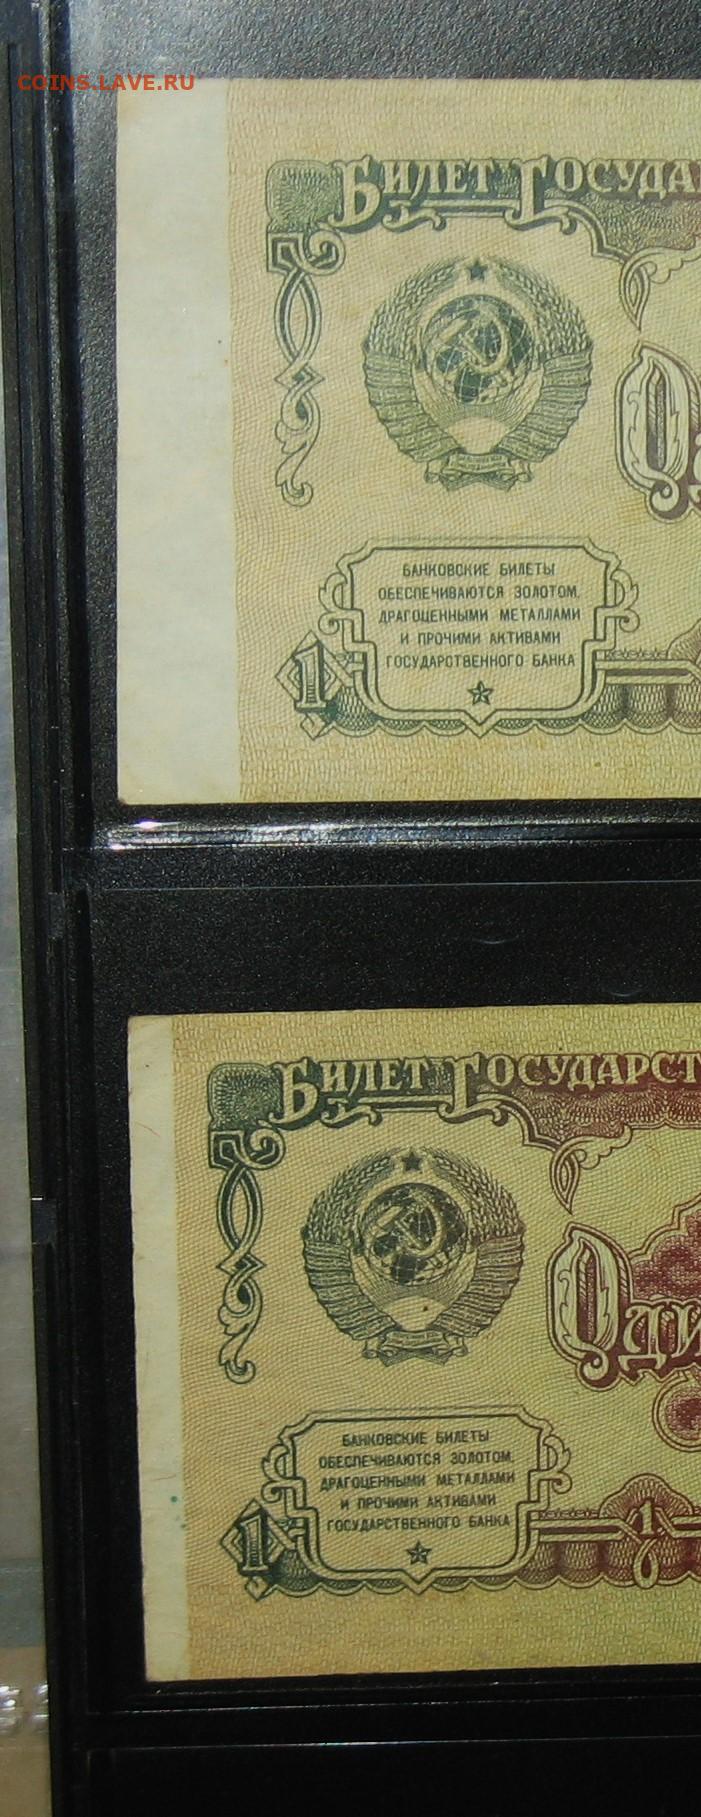 COINS.LAVE.RU
БИЛЕТ ГОСУДА
БАНКОВСКИЕ БИЛЕТЫ
ОБЕСПЕЧИВАЮТСЯ ЗОЛОТОМ,
ДРАГОЦЕННЫМИ МЕТАЛЛАМИ
И ПРОЧИМИ АКТИВАМИ
ГОСУДАРСТВЕННОГО БАНКА
1
БИЛЕТ ГОСУДАРСТ
ОДИ
БАНКОВСКИЕ БИЛЕТЫ
ОБЕСПЕЧИВАЮТСЯ ЗОЛОТОМ,
ДРАГОЦЕННЫМИ МЕТАЛЛАМИ
И ПРОЧИМИ АКТИВАМИ
ГОСУДАРСТВЕННОГО БАНКА
1
1